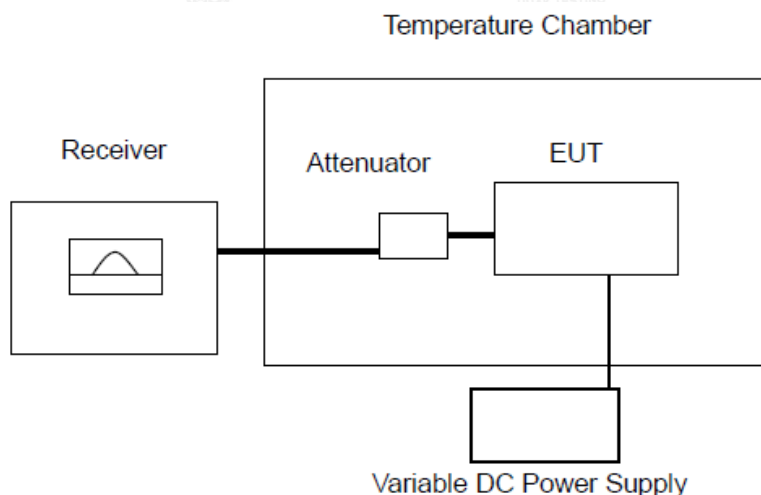 Temperature Chamber
Receiver
Attenuator
EUT
Variable DC Power Supply